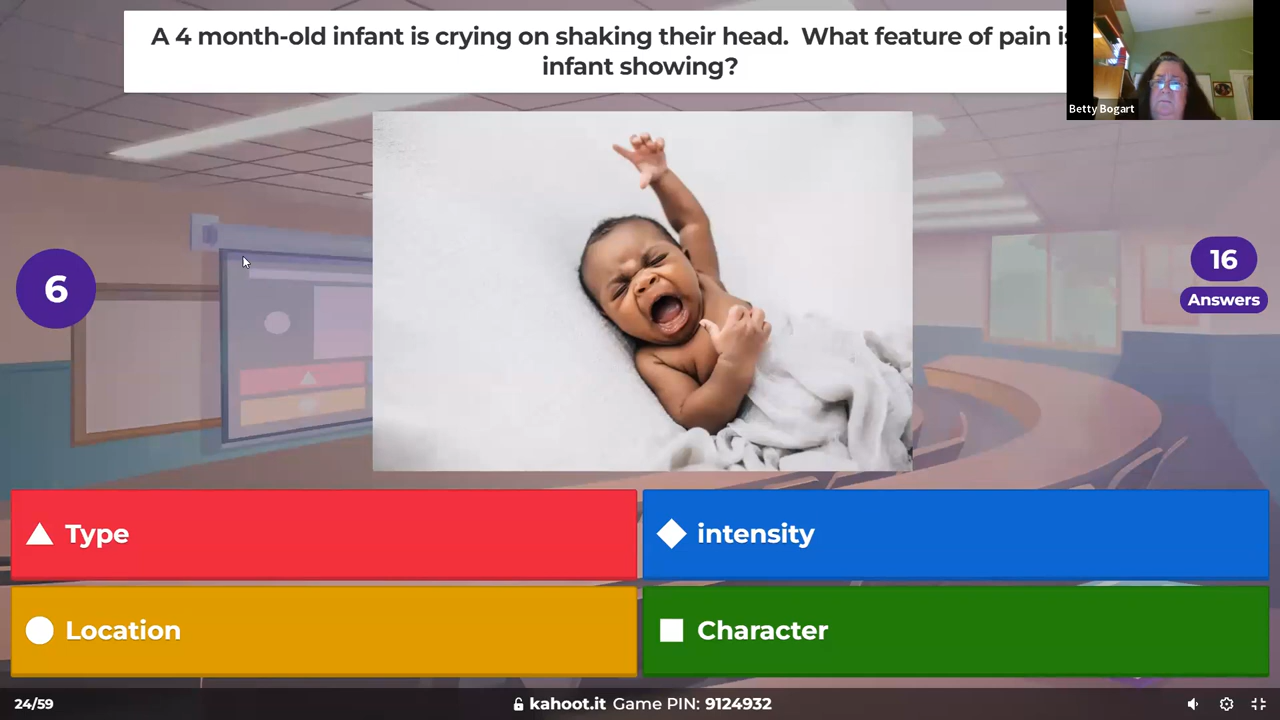 A 4 month-old infant is crying on shaking their head. What feature of pain is
infant showing?
Betty Bogart
6
16
Answers
Type
intensity
Location
Character
24/59
kahoot.it Game PIN: 9124932